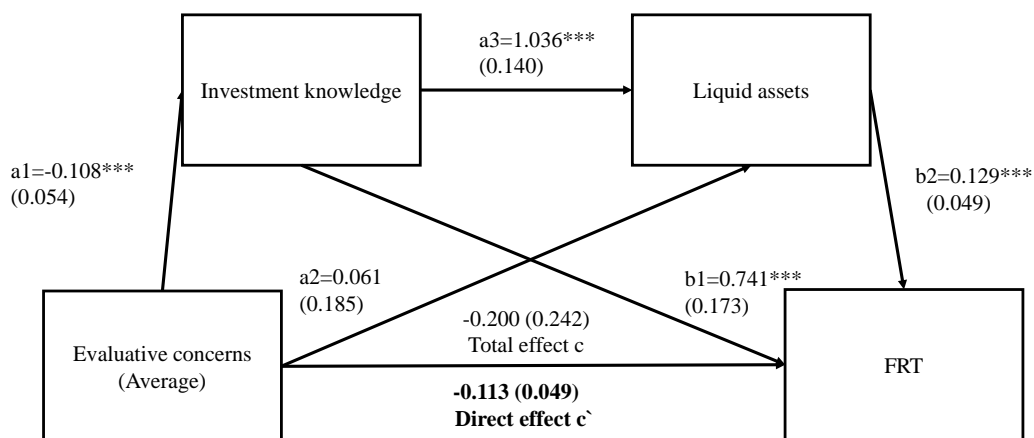 a3=1.036***
(0.140)
Investment knowledge
Liquid assets
a1=-0.108***
(0.054)
b2=0.129***
(0.049)
a2=0.061
(0.185)
b1=0.741***
(0.173)
-0.200 (0.242)
Total effect c
Evaluative concerns
(Average)
FRT
-0.113 (0.049)
Direct effect c`